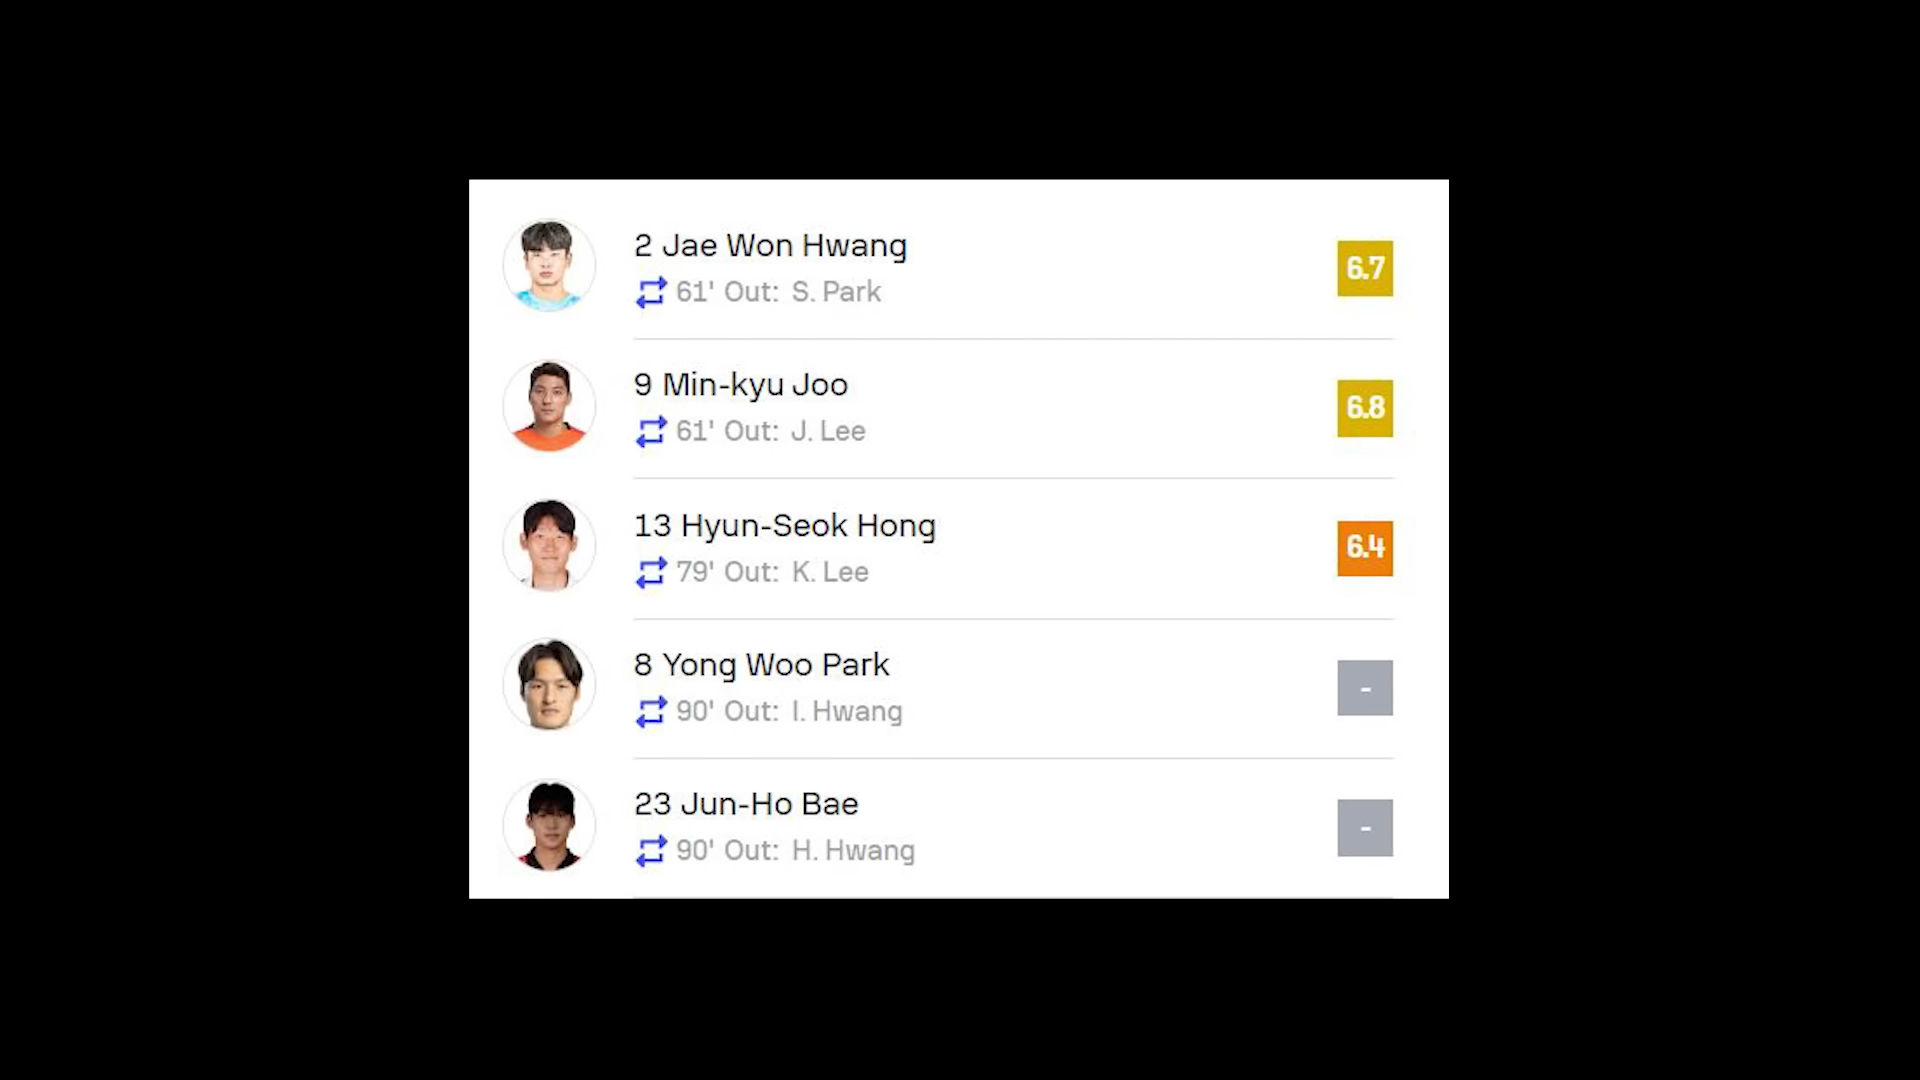 2 Jae Won Hwang
61' Out: S. Park
6.7
9 Min-kyu Joo
61' Out: J. Lee
6.8
13 Hyun-Seok Hong
79' Out: K. Lee
6.4
8 Yong Woo Park
90' Out: I. Hwang
-
23 Jun-Ho Bae
90' Out: H. Hwang
-